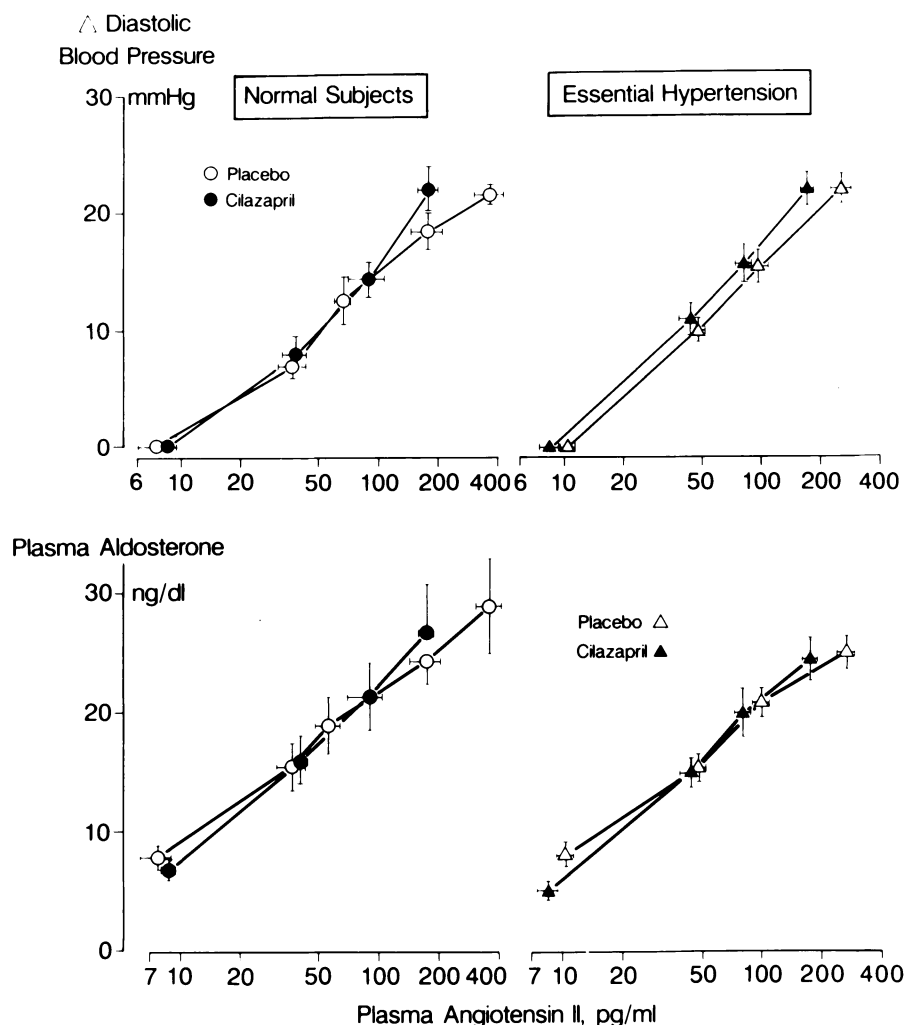 △ Diastolic
Blood Pressure
mmHg
Normal Subjects
Essential Hypertension
30
20
10
0
Placebo
Cilazapril
6 10 20 50 100 200 400
6 10 20 50 100 200 400
Plasma Aldosterone
ng/dl
30
20
10
0
Placebo
Cilazapril
7 10 20 50 100 200 400
7 10 20 50 100 200 400
Plasma Angiotensin II, pg/ml